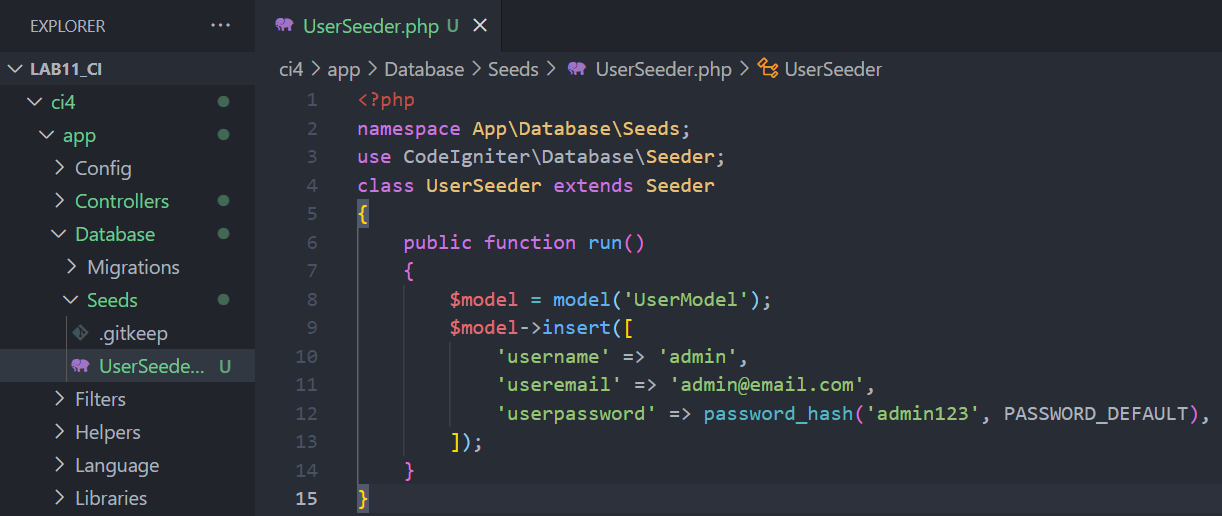 EXPLORER ···
LAB11_CI
ci4
app
Config
Controllers
Database
Migrations
Seeds
.gitkeep
UserSeede... U
Filters
Helpers
Language
Libraries
UserSeeder.php U ×
ci4 > app > Database > Seeds > UserSeeder.php > UserSeeder
1 <?php
2 namespace App\Database\Seeds;
3 use CodeIgniter\Database\Seeder;
4 class UserSeeder extends Seeder
5 {
6     public function run()
7     {
8         $model = model('UserModel');
9         $model->insert([
10             'username' => 'admin',
11             'useremail' => 'admin@email.com',
12             'userpassword' => password_hash('admin123', PASSWORD_DEFAULT),
13         ]);
14     }
15 }